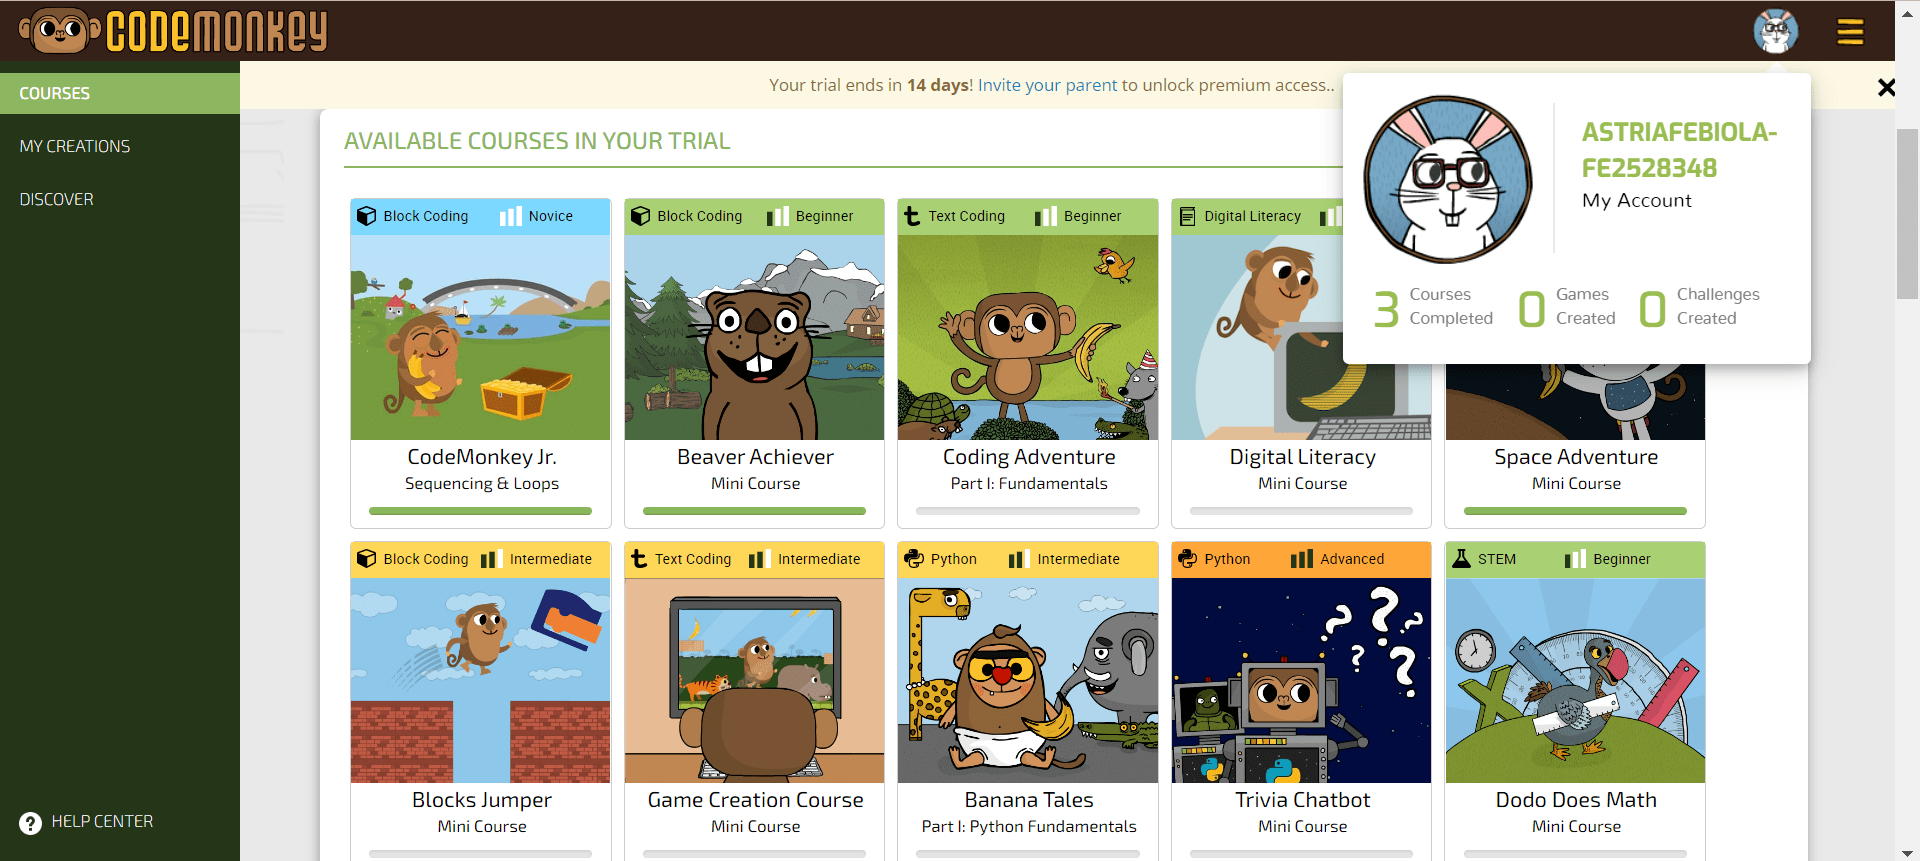 CODEMONKEY
COURSES
MY CREATIONS
DISCOVER
HELP CENTER
Your trial ends in 14 days! Invite your parent to unlock premium access..
ASTRIAFEBIOLA-
FE2528348
My Account
3 Courses Completed
0 Games Created
0 Challenges Created
AVAILABLE COURSES IN YOUR TRIAL
Block Coding Novice
CodeMonkey Jr.
Sequencing & Loops
Block Coding Beginner
Beaver Achiever
Mini Course
Text Coding Beginner
Coding Adventure
Part I: Fundamentals
Digital Literacy
Digital Literacy
Mini Course
Space Adventure
Mini Course
Block Coding Intermediate
Blocks Jumper
Mini Course
Text Coding Intermediate
Game Creation Course
Mini Course
Python Intermediate
Banana Tales
Part I: Python Fundamentals
Python Advanced
Trivia Chatbot
Mini Course
STEM Beginner
Dodo Does Math
Mini Course